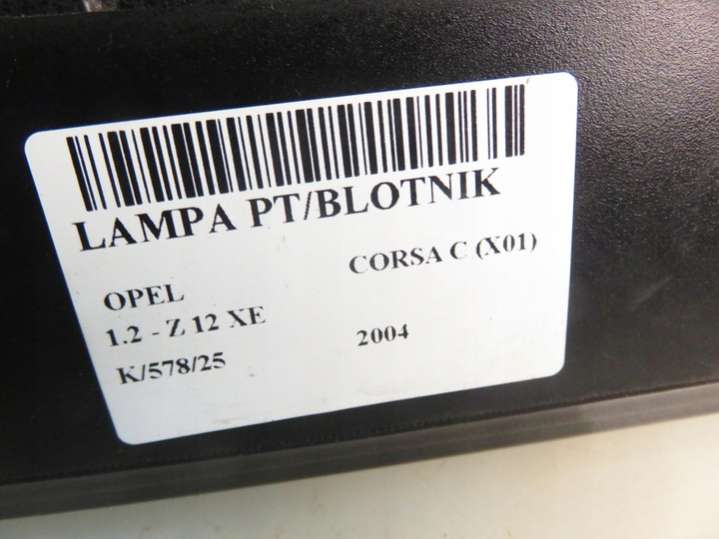 LAMPA PT/BLOTNIK
OPEL CORSA C (X01)
1.2 - Z 12 XE
K/578/25 2004